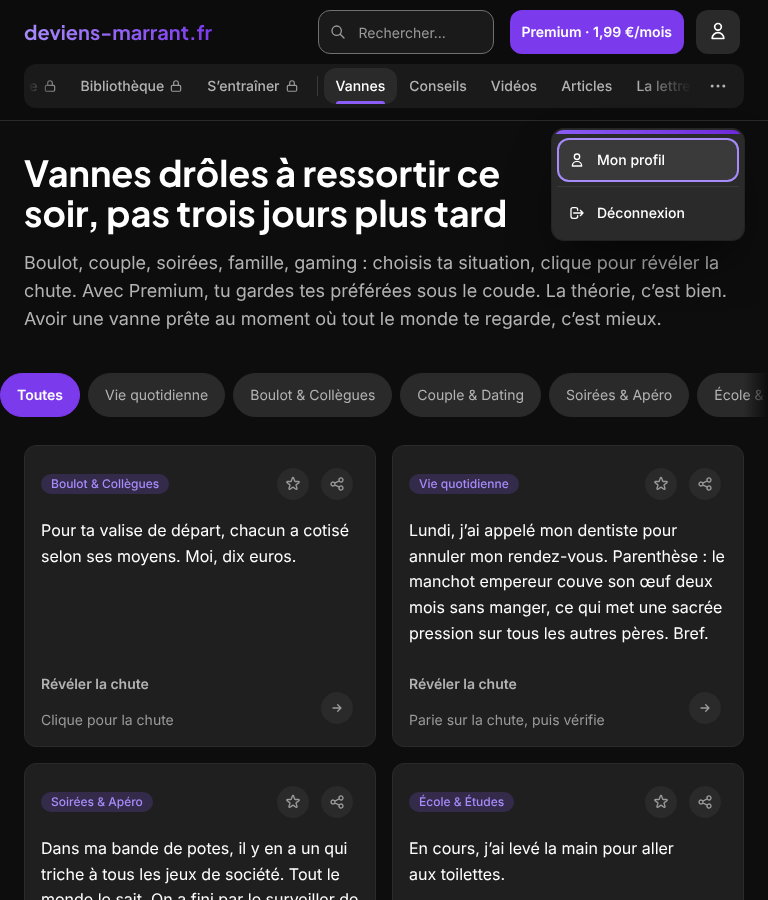 deviens-marrant.fr
Rechercher...
Premium · 1,99 €/mois
Bibliothèque
S'entraîner
Vannes
Conseils
Vidéos
Articles
La lettre
Mon profil
Déconnexion
Vannes drôles à ressortir ce
soir, pas trois jours plus tard
Boulot, couple, soirées, famille, gaming : choisis ta situation, clique pour révéler la
chute. Avec Premium, tu gardes tes préférées sous le coude. La théorie, c'est bien.
Avoir une vanne prête au moment où tout le monde te regarde, c'est mieux.
Toutes
Vie quotidienne
Boulot & Collègues
Couple & Dating
Soirées & Apéro
École &
Boulot & Collègues
Pour ta valise de départ, chacun a cotisé
selon ses moyens. Moi, dix euros.
Révéler la chute
Clique pour la chute
Vie quotidienne
Lundi, j'ai appelé mon dentiste pour
annuler mon rendez-vous. Parenthèse : le
manchot empereur couve son œuf deux
mois sans manger, ce qui met une sacrée
pression sur tous les autres pères. Bref.
Révéler la chute
Parie sur la chute, puis vérifie
Soirées & Apéro
Dans ma bande de potes, il y en a un qui
triche à tous les jeux de société. Tout le
monde le sait. On a fini par le surveiller de
École & Études
En cours, j'ai levé la main pour aller
aux toilettes.